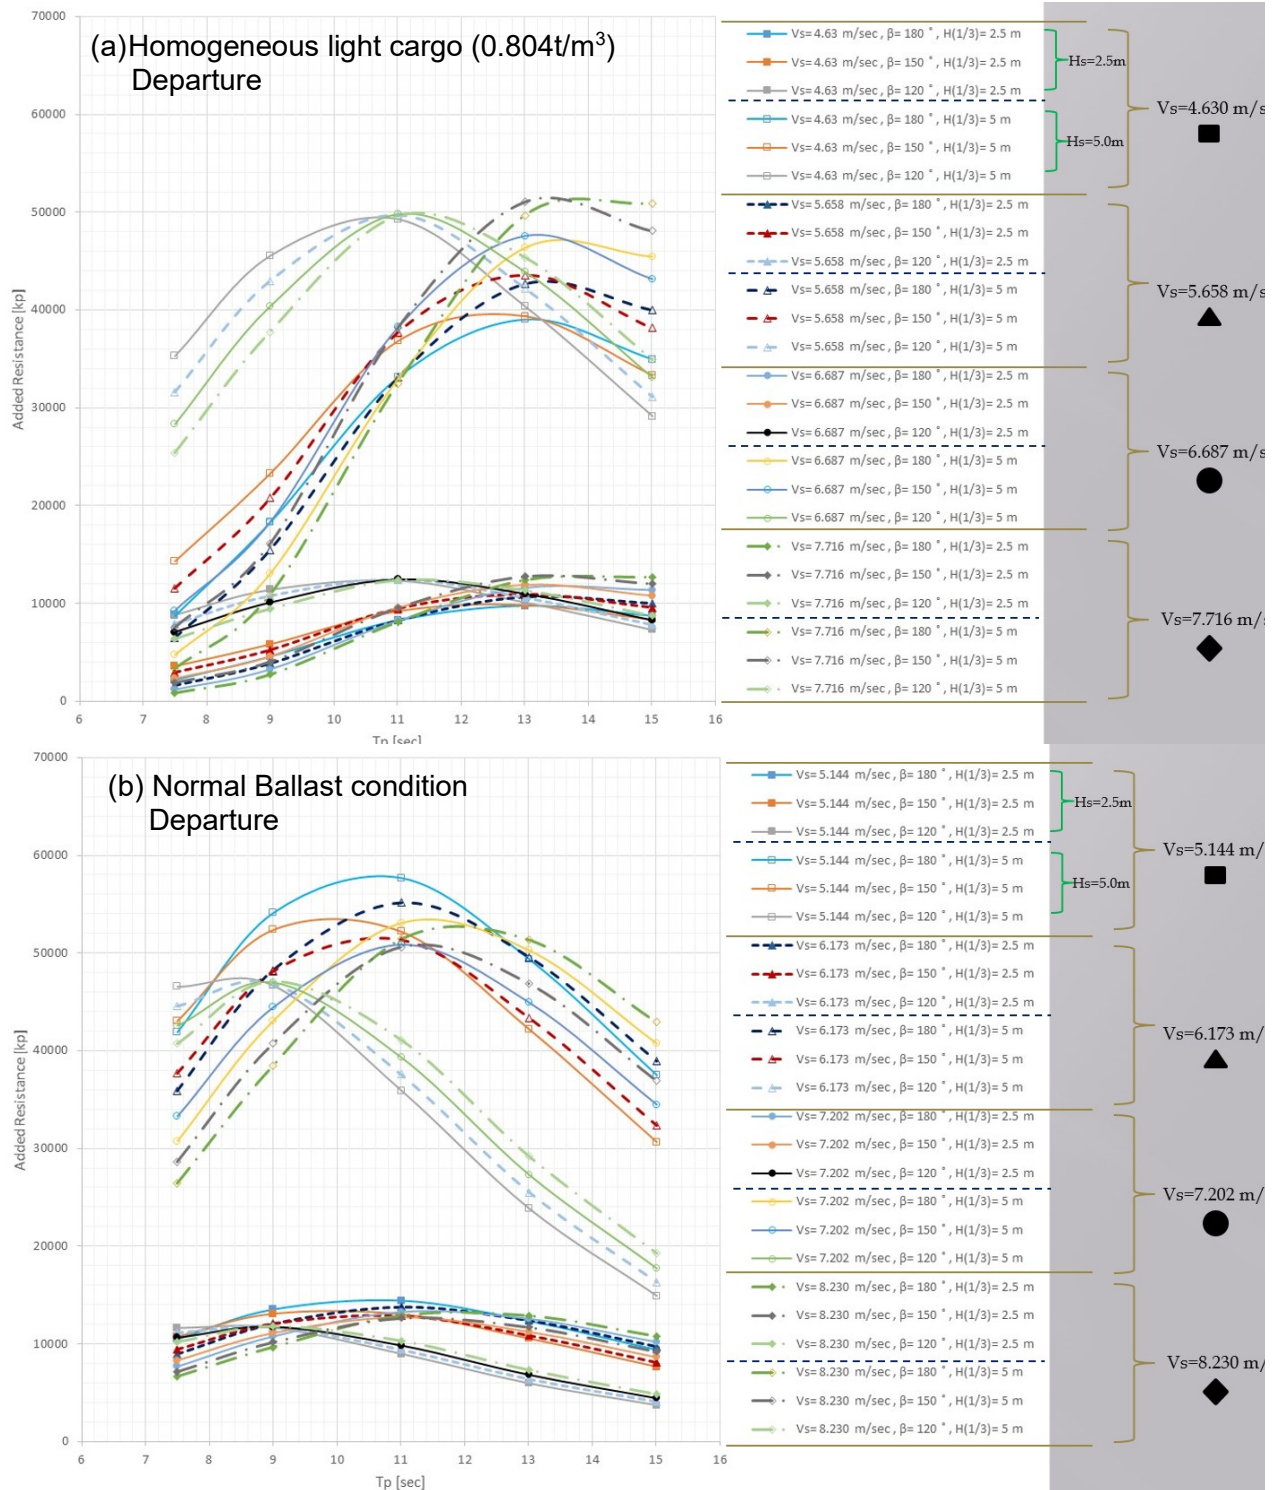 (a)Homogeneous light cargo (0.804t/m³)
Departure
70000
60000
50000
40000
30000
20000
10000
0
Added Resistance [kp]
6 7 8 9 10 11 12 13 14 15 16
Tp [sec]
Vs=4.63 m/sec, β=180°, H(1/3)=2.5 m
Vs=4.63 m/sec, β=150°, H(1/3)=2.5 m
Vs=4.63 m/sec, β=120°, H(1/3)=2.5 m
Vs=4.63 m/sec, β=180°, H(1/3)=5 m
Vs=4.63 m/sec, β=150°, H(1/3)=5 m
Vs=4.63 m/sec, β=120°, H(1/3)=5 m
Vs=5.658 m/sec, β=180°, H(1/3)=2.5 m
Vs=5.658 m/sec, β=150°, H(1/3)=2.5 m
Vs=5.658 m/sec, β=120°, H(1/3)=2.5 m
Vs=5.658 m/sec, β=180°, H(1/3)=5 m
Vs=5.658 m/sec, β=150°, H(1/3)=5 m
Vs=5.658 m/sec, β=120°, H(1/3)=5 m
Vs=6.687 m/sec, β=180°, H(1/3)=2.5 m
Vs=6.687 m/sec, β=150°, H(1/3)=2.5 m
Vs=6.687 m/sec, β=120°, H(1/3)=2.5 m
Vs=6.687 m/sec, β=180°, H(1/3)=5 m
Vs=6.687 m/sec, β=150°, H(1/3)=5 m
Vs=6.687 m/sec, β=120°, H(1/3)=5 m
Vs=7.716 m/sec, β=180°, H(1/3)=2.5 m
Vs=7.716 m/sec, β=150°, H(1/3)=2.5 m
Vs=7.716 m/sec, β=120°, H(1/3)=2.5 m
Vs=7.716 m/sec, β=180°, H(1/3)=5 m
Vs=7.716 m/sec, β=150°, H(1/3)=5 m
Vs=7.716 m/sec, β=120°, H(1/3)=5 m
Hs=2.5m
Hs=5.0m
Vs=4.630 m/s
Vs=5.658 m/s
Vs=6.687 m/s
Vs=7.716 m/s
(b) Normal Ballast condition
Departure
70000
60000
50000
40000
30000
20000
10000
0
Added Resistance [kp]
6 7 8 9 10 11 12 13 14 15 16
Tp [sec]
Vs=5.144 m/sec, β=180°, H(1/3)=2.5 m
Vs=5.144 m/sec, β=150°, H(1/3)=2.5 m
Vs=5.144 m/sec, β=120°, H(1/3)=2.5 m
Vs=5.144 m/sec, β=180°, H(1/3)=5 m
Vs=5.144 m/sec, β=150°, H(1/3)=5 m
Vs=5.144 m/sec, β=120°, H(1/3)=5 m
Vs=6.173 m/sec, β=180°, H(1/3)=2.5 m
Vs=6.173 m/sec, β=150°, H(1/3)=2.5 m
Vs=6.173 m/sec, β=120°, H(1/3)=2.5 m
Vs=6.173 m/sec, β=180°, H(1/3)=5 m
Vs=6.173 m/sec, β=150°, H(1/3)=5 m
Vs=6.173 m/sec, β=120°, H(1/3)=5 m
Vs=7.202 m/sec, β=180°, H(1/3)=2.5 m
Vs=7.202 m/sec, β=150°, H(1/3)=2.5 m
Vs=7.202 m/sec, β=120°, H(1/3)=2.5 m
Vs=7.202 m/sec, β=180°, H(1/3)=5 m
Vs=7.202 m/sec, β=150°, H(1/3)=5 m
Vs=7.202 m/sec, β=120°, H(1/3)=5 m
Vs=8.230 m/sec, β=180°, H(1/3)=2.5 m
Vs=8.230 m/sec, β=150°, H(1/3)=2.5 m
Vs=8.230 m/sec, β=120°, H(1/3)=2.5 m
Vs=8.230 m/sec, β=180°, H(1/3)=5 m
Vs=8.230 m/sec, β=150°, H(1/3)=5 m
Vs=8.230 m/sec, β=120°, H(1/3)=5 m
Hs=2.5m
Hs=5.0m
Vs=5.144 m/
Vs=6.173 m/
Vs=7.202 m/
Vs=8.230 m/